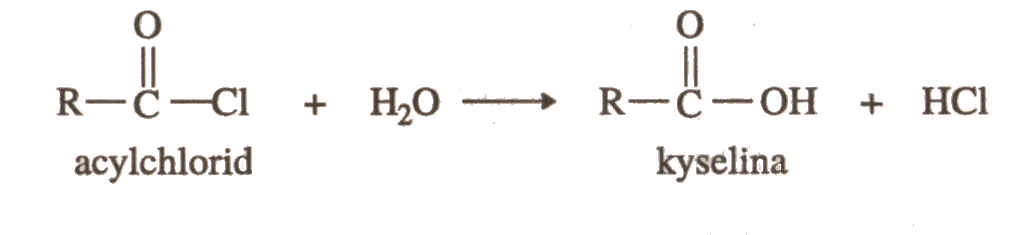 O O
R—C—Cl + H₂O ⟶ R—C—OH + HCl
acylchlorid kyselina